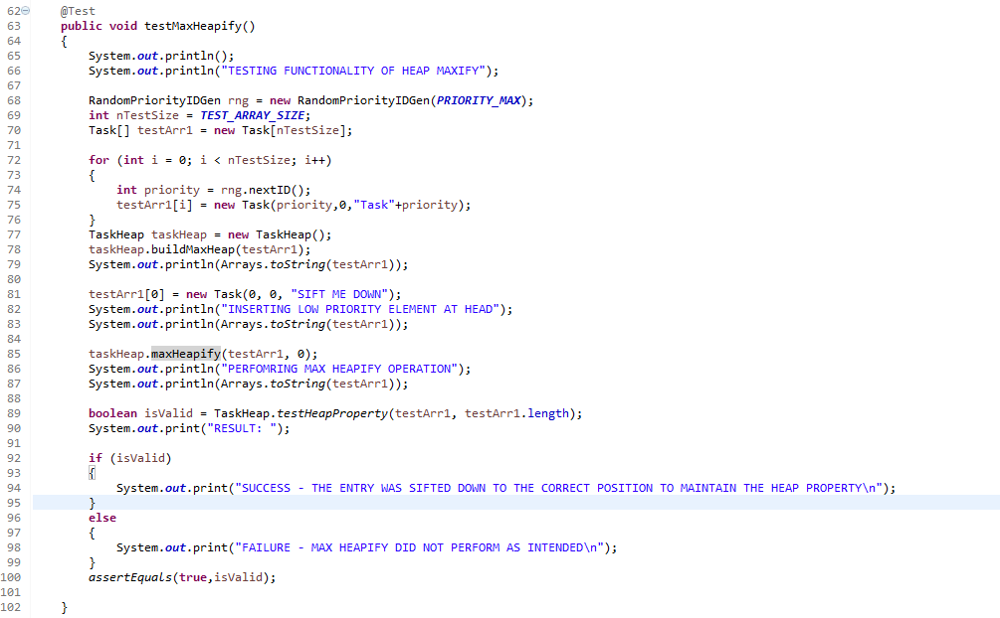 62 @Test
63 public void testMaxHeapify()
64 {
65 System.out.println();
66 System.out.println("TESTING FUNCTIONALITY OF HEAP MAXIFY");
67
68 RandomPriorityIDGen rng = new RandomPriorityIDGen(PRIORITY_MAX);
69 int nTestSize = TEST_ARRAY_SIZE;
70 Task[] testArr1 = new Task[nTestSize];
71
72 for (int i = 0; i < nTestSize; i++)
73 {
74 int priority = rng.nextID();
75 testArr1[i] = new Task(priority,0,"Task"+priority);
76 }
77 TaskHeap taskHeap = new TaskHeap();
78 taskHeap.buildMaxHeap(testArr1);
79 System.out.println(Arrays.toString(testArr1));
80
81 testArr1[0] = new Task(0, 0, "SIFT ME DOWN");
82 System.out.println("INSERTING LOW PRIORITY ELEMENT AT HEAD");
83 System.out.println(Arrays.toString(testArr1));
84
85 taskHeap.maxHeapify(testArr1, 0);
86 System.out.println("PERFOMRING MAX HEAPIFY OPERATION");
87 System.out.println(Arrays.toString(testArr1));
88
89 boolean isValid = TaskHeap.testHeapProperty(testArr1, testArr1.length);
90 System.out.print("RESULT: ");
91
92 if (isValid)
93 {
94 System.out.print("SUCCESS - THE ENTRY WAS SIFTED DOWN TO THE CORRECT POSITION TO MAINTAIN THE HEAP PROPERTY\n");
95 }
96 else
97 {
98 System.out.print("FAILURE - MAX HEAPIFY DID NOT PERFORM AS INTENDED\n");
99 }
100 assertEquals(true,isValid);
101
102 }